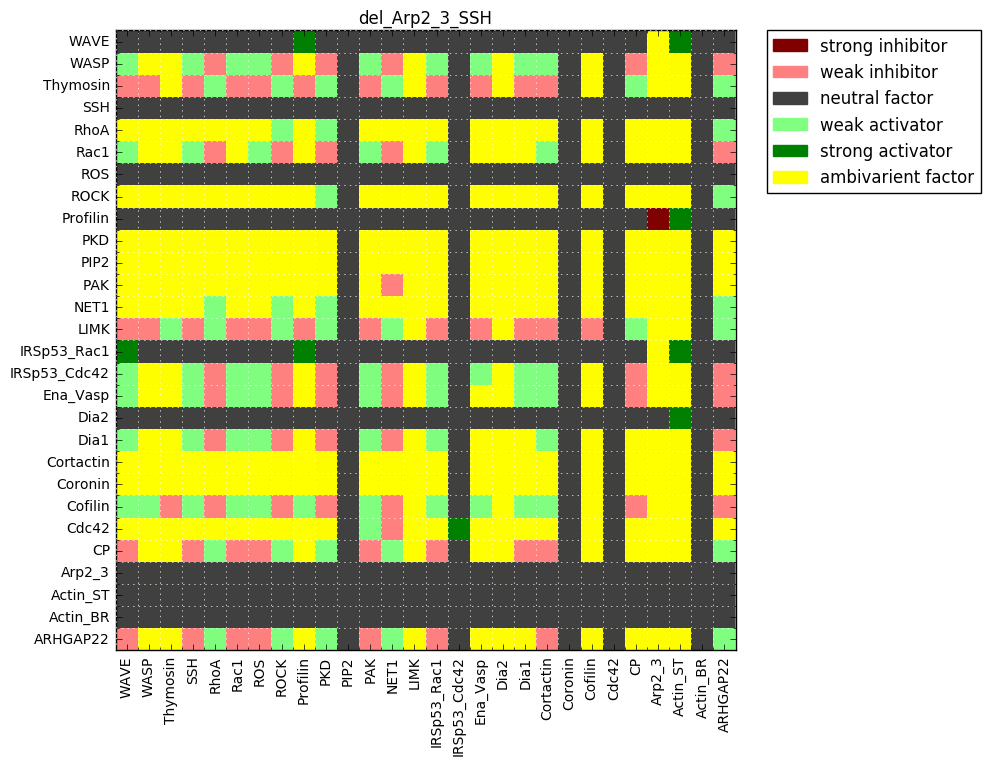 del_Arp2_3_SSH
strong inhibitor
weak inhibitor
neutral factor
weak activator
strong activator
ambivarient factor
WAVE
WASP
Thymosin
SSH
RhoA
Rac1
ROS
ROCK
Profilin
PKD
PIP2
PAK
NET1
LIMK
IRSp53_Rac1
IRSp53_Cdc42
Ena_Vasp
Dia2
Dia1
Cortactin
Coronin
Cofilin
Cdc42
CP
Arp2_3
Actin_ST
Actin_BR
ARHGAP22
WAVE
WASP
Thymosin
SSH
RhoA
Rac1
ROS
ROCK
Profilin
PKD
PIP2
PAK
NET1
LIMK
IRSp53_Rac1
IRSp53_Cdc42
Ena_Vasp
Dia2
Dia1
Cortactin
Coronin
Cofilin
Cdc42
CP
Arp2_3
Actin_ST
Actin_BR
ARHGAP22